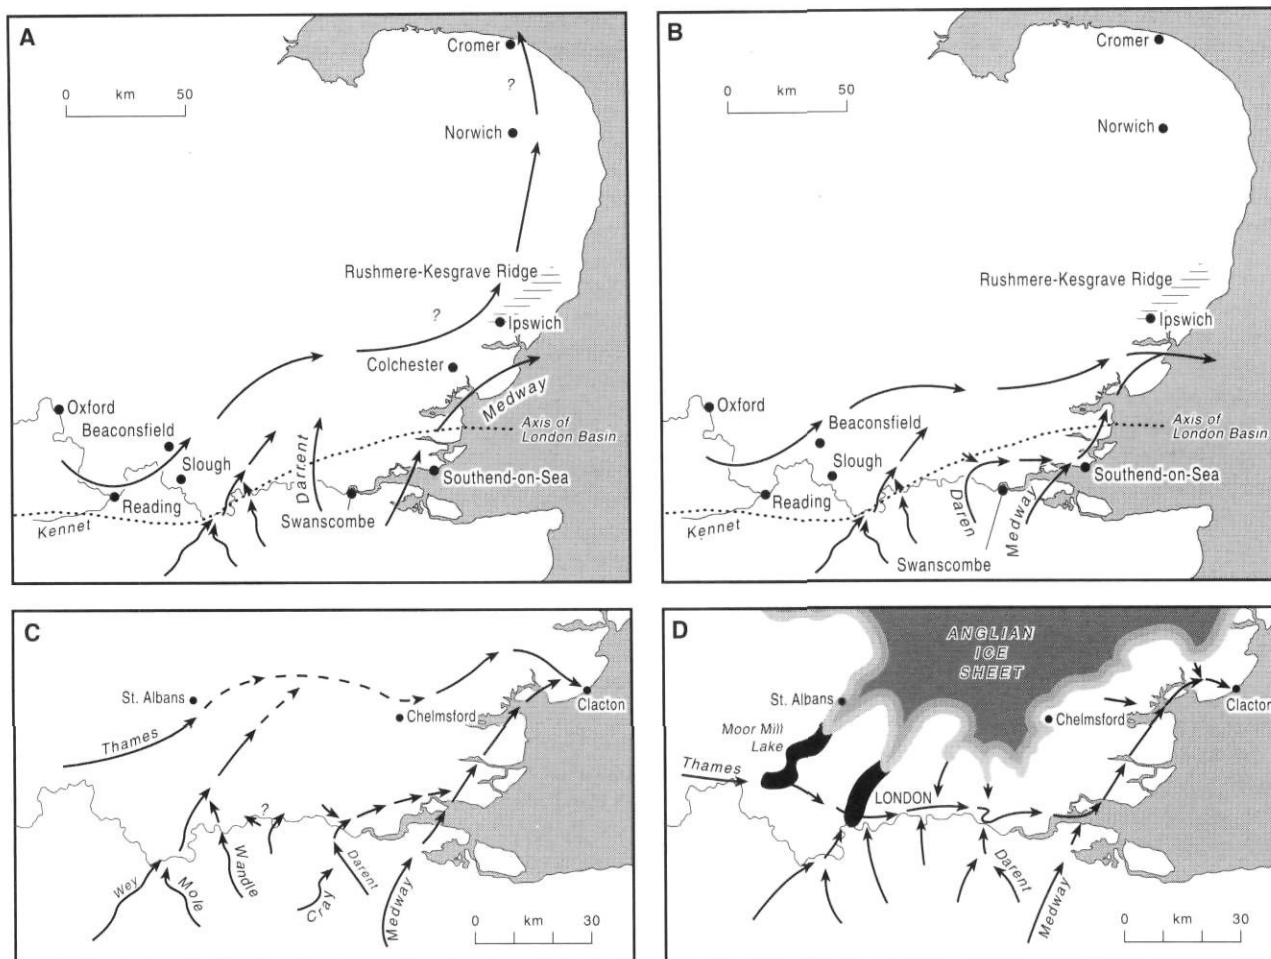 A
Cromer
?
0 km 50
Norwich
Rushmere-Kesgrave Ridge
?
Ipswich
Colchester
Medway
Oxford
Beaconsfield
Axis of
London Basin
Slough
Darrent
Southend-on-Sea
Reading
Kennet
Swanscombe
B
Cromer
0 km 50
Norwich
Rushmere-Kesgrave Ridge
Ipswich
Oxford
Beaconsfield
Axis of
London Basin
Slough
Southend-on-Sea
Reading
Daren
Medway
Kennet
Swanscombe
C
St. Albans
Clacton
Chelmsford
Thames
?
Wey
Mole
Wandle
Cray
Darent
Medway
0 km 30
D
ANGLIAN
ICE
SHEET
St. Albans
Clacton
Chelmsford
Moor Mill
Lake
Thames
LONDON
Darent
Medway
0 km 30